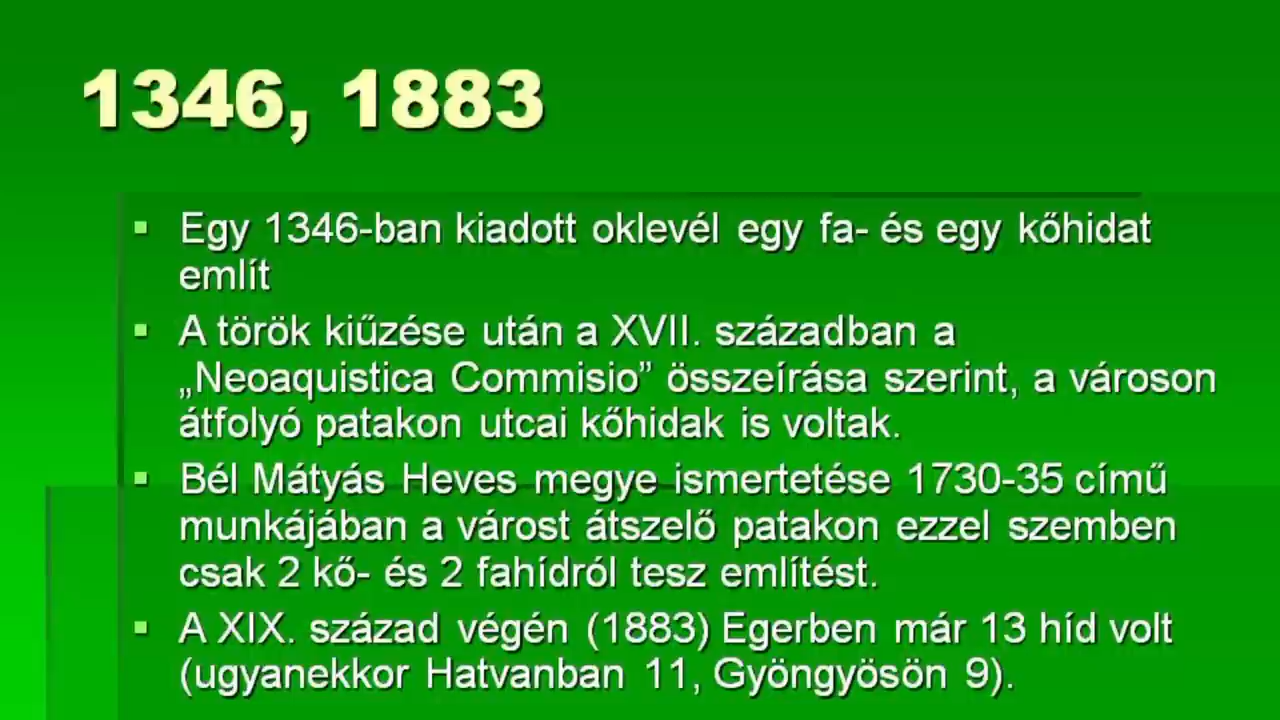 1346, 1883
Egy 1346-ban kiadott oklevél egy fa- és egy kőhidat
említ
A török kiűzése után a XVII. században a
„Neoaquistica Commisio” összeírása szerint, a városon
átfolyó patakon utcai kőhidak is voltak.
Bél Mátyás Heves megye ismertetése 1730-35 című
munkájában a várost átszelő patakon ezzel szemben
csak 2 kő- és 2 fahídról tesz említést.
A XIX. század végén (1883) Egerben már 13 híd volt
(ugyanekkor Hatvanban 11, Gyöngyösön 9).